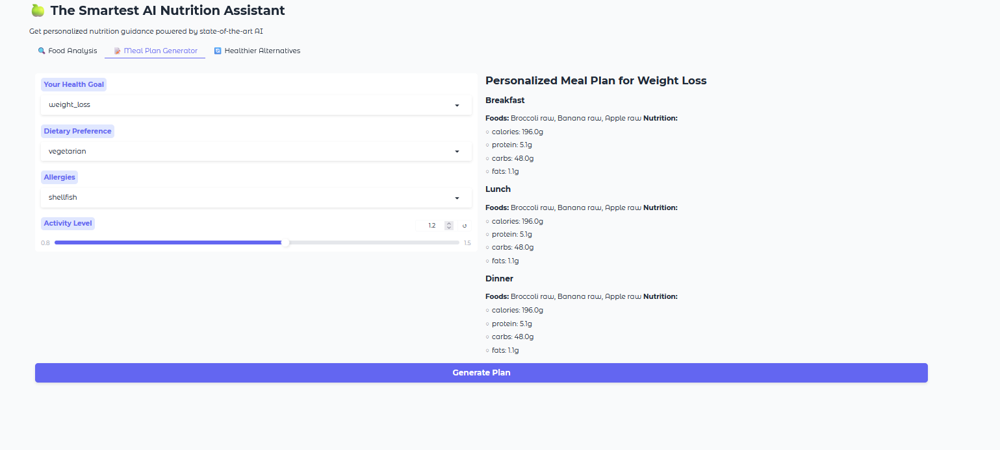 The Smartest AI Nutrition Assistant
Get personalized nutrition guidance powered by state-of-the-art AI
Food Analysis Meal Plan Generator Healthier Alternatives
Your Health Goal
weight_loss
Dietary Preference
vegetarian
Allergies
shellfish
Activity Level
1.2
0.8
1.5
Personalized Meal Plan for Weight Loss
Breakfast
Foods: Broccoli raw, Banana raw, Apple raw Nutrition:
calories: 196.0g
protein: 5.1g
carbs: 48.0g
fats: 1.1g
Lunch
Foods: Broccoli raw, Banana raw, Apple raw Nutrition:
calories: 196.0g
protein: 5.1g
carbs: 48.0g
fats: 1.1g
Dinner
Foods: Broccoli raw, Banana raw, Apple raw Nutrition:
calories: 196.0g
protein: 5.1g
carbs: 48.0g
fats: 1.1g
Generate Plan